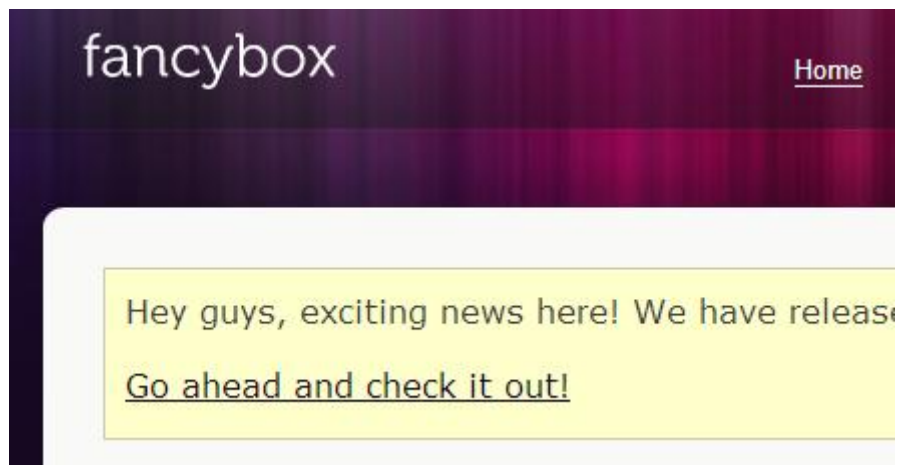 fancybox
Home
Hey guys, exciting news here! We have release
Go ahead and check it out!